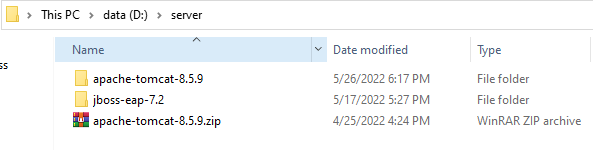 This PC > data (D:) > server
Name Date modified Type
apache-tomcat-8.5.9 5/26/2022 6:17 PM File folder
ss jboss-eap-7.2 5/17/2022 5:27 PM File folder
apache-tomcat-8.5.9.zip 4/25/2022 4:24 PM WinRAR ZIP archive